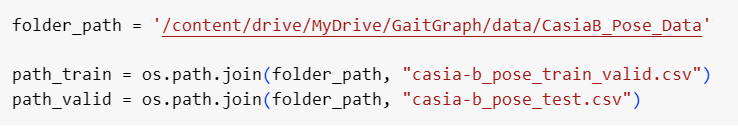 folder_path = '/content/drive/MyDrive/GaitGraph/data/CasiaB_Pose_Data'
path_train = os.path.join(folder_path, "casia-b_pose_train_valid.csv")
path_valid = os.path.join(folder_path, "casia-b_pose_test.csv")